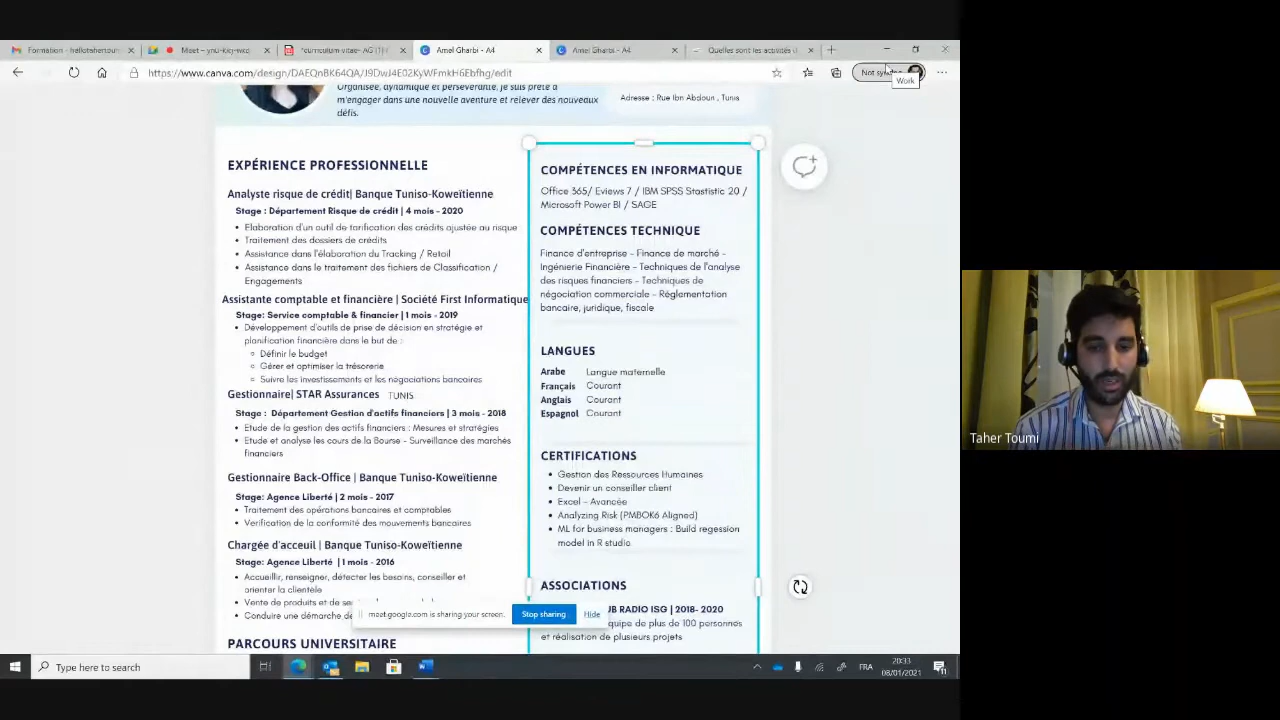 Formation - hallotaher.tou
Meet – ynu-kiej-wxd
*curriculum vitae- AG (1)
Amel Gharbi - A4
Amel Gharbi - A4
Quelles sont les activités d
https://www.canva.com/design/DAEQnBK64QA/J9DwJ4E02KyWFmkH6Ebfhg/edit
Not sync
Work
Organisée, dynamique et persévérante, je suis prête à
m'engager dans une nouvelle aventure et relever des nouveaux
défis.
Adresse : Rue Ibn Abdoun , Tunis
EXPÉRIENCE PROFESSIONNELLE
Analyste risque de crédit| Banque Tuniso-Koweïtienne
Stage : Département Risque de crédit | 4 mois - 2020
• Elaboration d'un outil de tarification des crédits ajustée au risque
• Traitement des dossiers de crédits
• Assistance dans l'élaboration du Tracking / Retail
• Assistance dans le traitement des fichiers de Classification /
Engagements
Assistante comptable et financière | Société First Informatique
Stage: Service comptable & financier | 1 mois - 2019
• Développement d'outils de prise de décision en stratégie et
planification financière dans le but de :
Définir le budget
Gérer et optimiser la trésorerie
Suivre les investissements et les négociations bancaires
Gestionnaire| STAR Assurances TUNIS
Stage : Département Gestion d'actifs financiers | 3 mois - 2018
• Etude de la gestion des actifs financiers : Mesures et stratégies
• Etude et analyse les cours de la Bourse - Surveillance des marchés
financiers
Gestionnaire Back-Office | Banque Tuniso-Koweïtienne
Stage: Agence Liberté | 2 mois - 2017
• Traitement des opérations bancaires et comptables
• Verification de la conformité des mouvements bancaires
Chargée d'acceuil | Banque Tuniso-Koweïtienne
Stage: Agence Liberté | 1 mois - 2016
• Accueillir, renseigner, détecter les besoins, conseiller et
orienter la clientèle
• Vente de produits et de se
• Conduire une démarche d
PARCOURS UNIVERSITAIRE
COMPÉTENCES EN INFORMATIQUE
Office 365/ Eviews 7 / IBM SPSS Stastistic 20 /
Microsoft Power BI / SAGE
COMPÉTENCES TECHNIQUE
Finance d'entreprise - Finance de marché -
Ingénierie Financière - Techniques de l'analyse
des risques financiers - Techniques de
négociation commerciale - Réglementation
bancaire, juridique, fiscale
LANGUES
Arabe Langue maternelle
Français Courant
Anglais Courant
Espagnol Courant
CERTIFICATIONS
• Gestion des Ressources Humaines
• Devenir un conseiller client
• Excel - Avancée
• Analyzing Risk (PMBOK6 Aligned)
• ML for business managers : Build regession
model in R studio
ASSOCIATIONS
UB RADIO ISG | 2018- 2020
quipe de plus de 100 personnes
et réalisation de plusieurs projets
meet.google.com is sharing your screen.
Stop sharing
Hide
Type here to search
FRA
20:33
08/01/2021
Taher Toumi